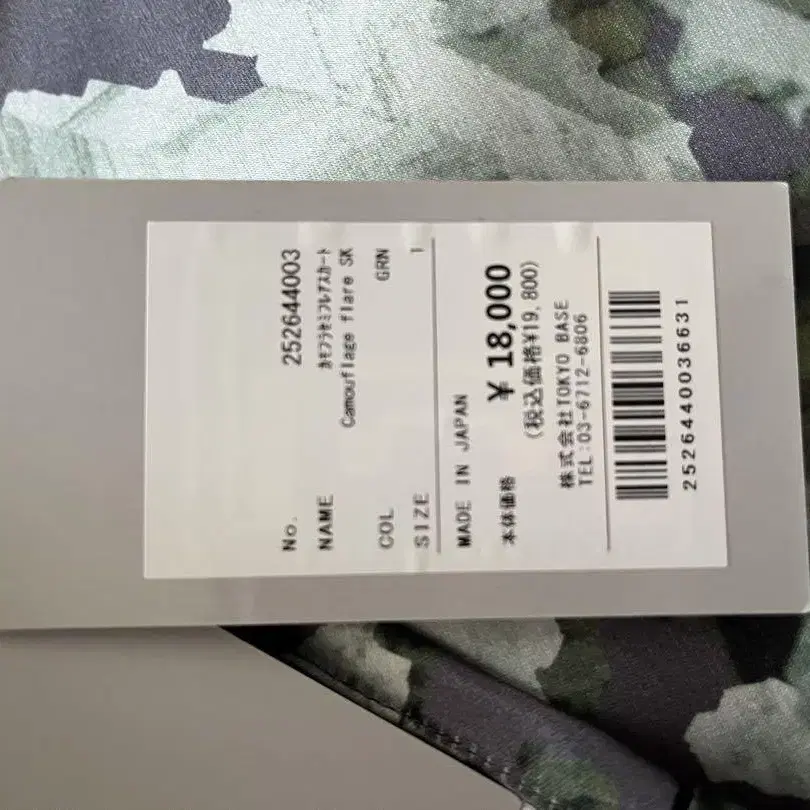 No. 252644003
NAME カモフラセミフレアスカート
Camouflage flare SK
COL GRN
SIZE 1
MADE IN JAPAN
本体価格 ¥ 18,000
(税込価格¥19,800)
株式会社TOKYO BASE
TEL:03-6712-6806
2526440036631